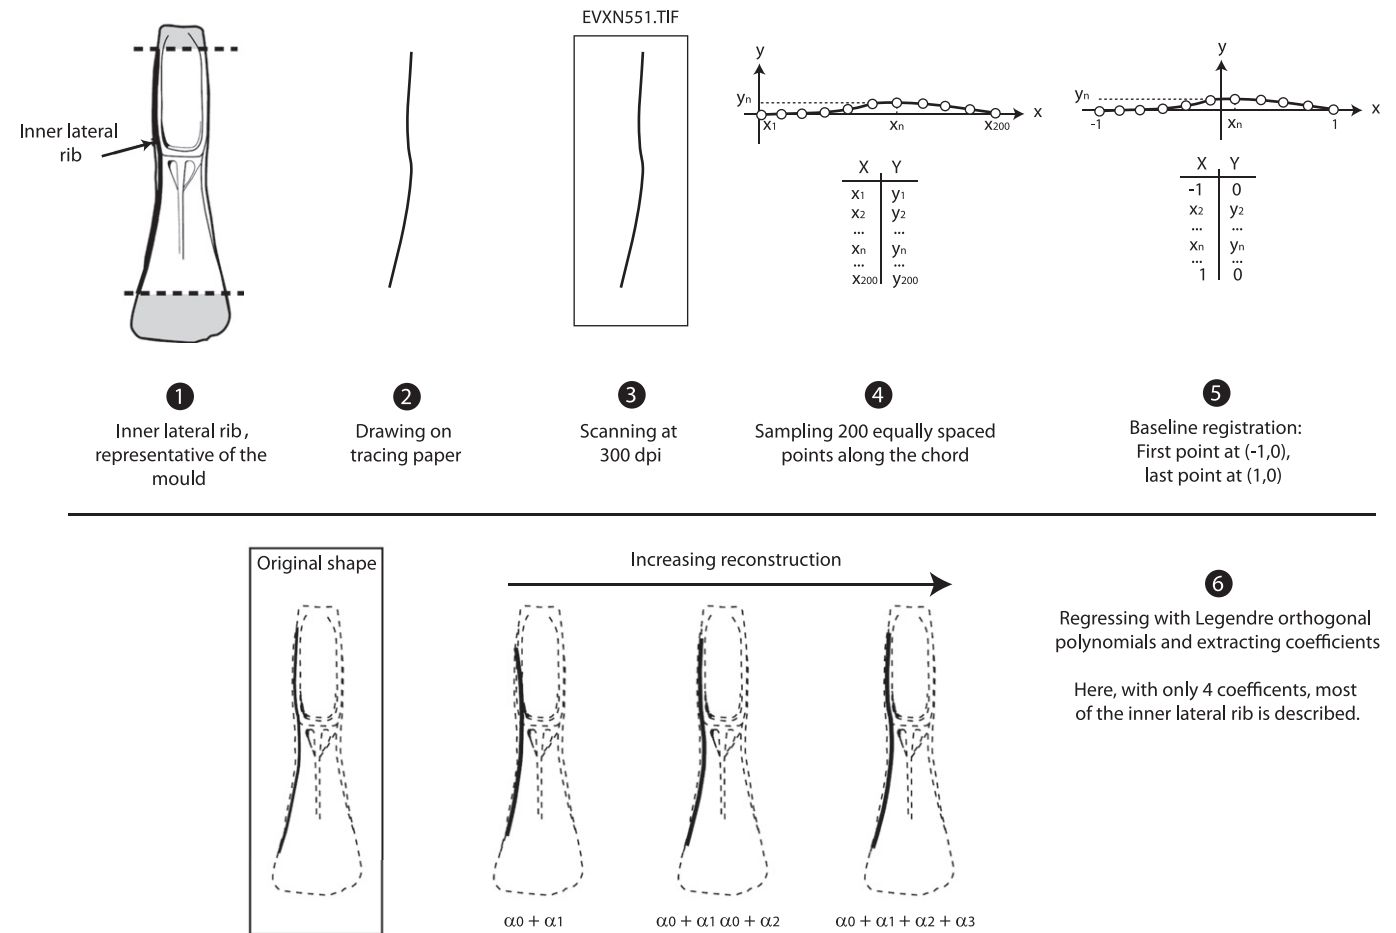 EVXN551.TIF
Inner lateral
rib
y
yn
x1
xn
x200
x
X Y
x1 y1
x2 y2
... ...
xn yn
... ...
x200 y200
y
yn
-1
xn
1
x
X Y
-1 0
x2 y2
... ...
xn yn
... ...
1 0
1
Inner lateral rib,
representative of the
mould
2
Drawing on
tracing paper
3
Scanning at
300 dpi
4
Sampling 200 equally spaced
points along the chord
5
Baseline registration:
First point at (-1,0),
last point at (1,0)
Original shape
Increasing reconstruction
α0 + α1
α0 + α1 α0 + α2
α0 + α1 + α2 + α3
6
Regressing with Legendre orthogonal
polynomials and extracting coefficients
Here, with only 4 coefficents, most
of the inner lateral rib is described.